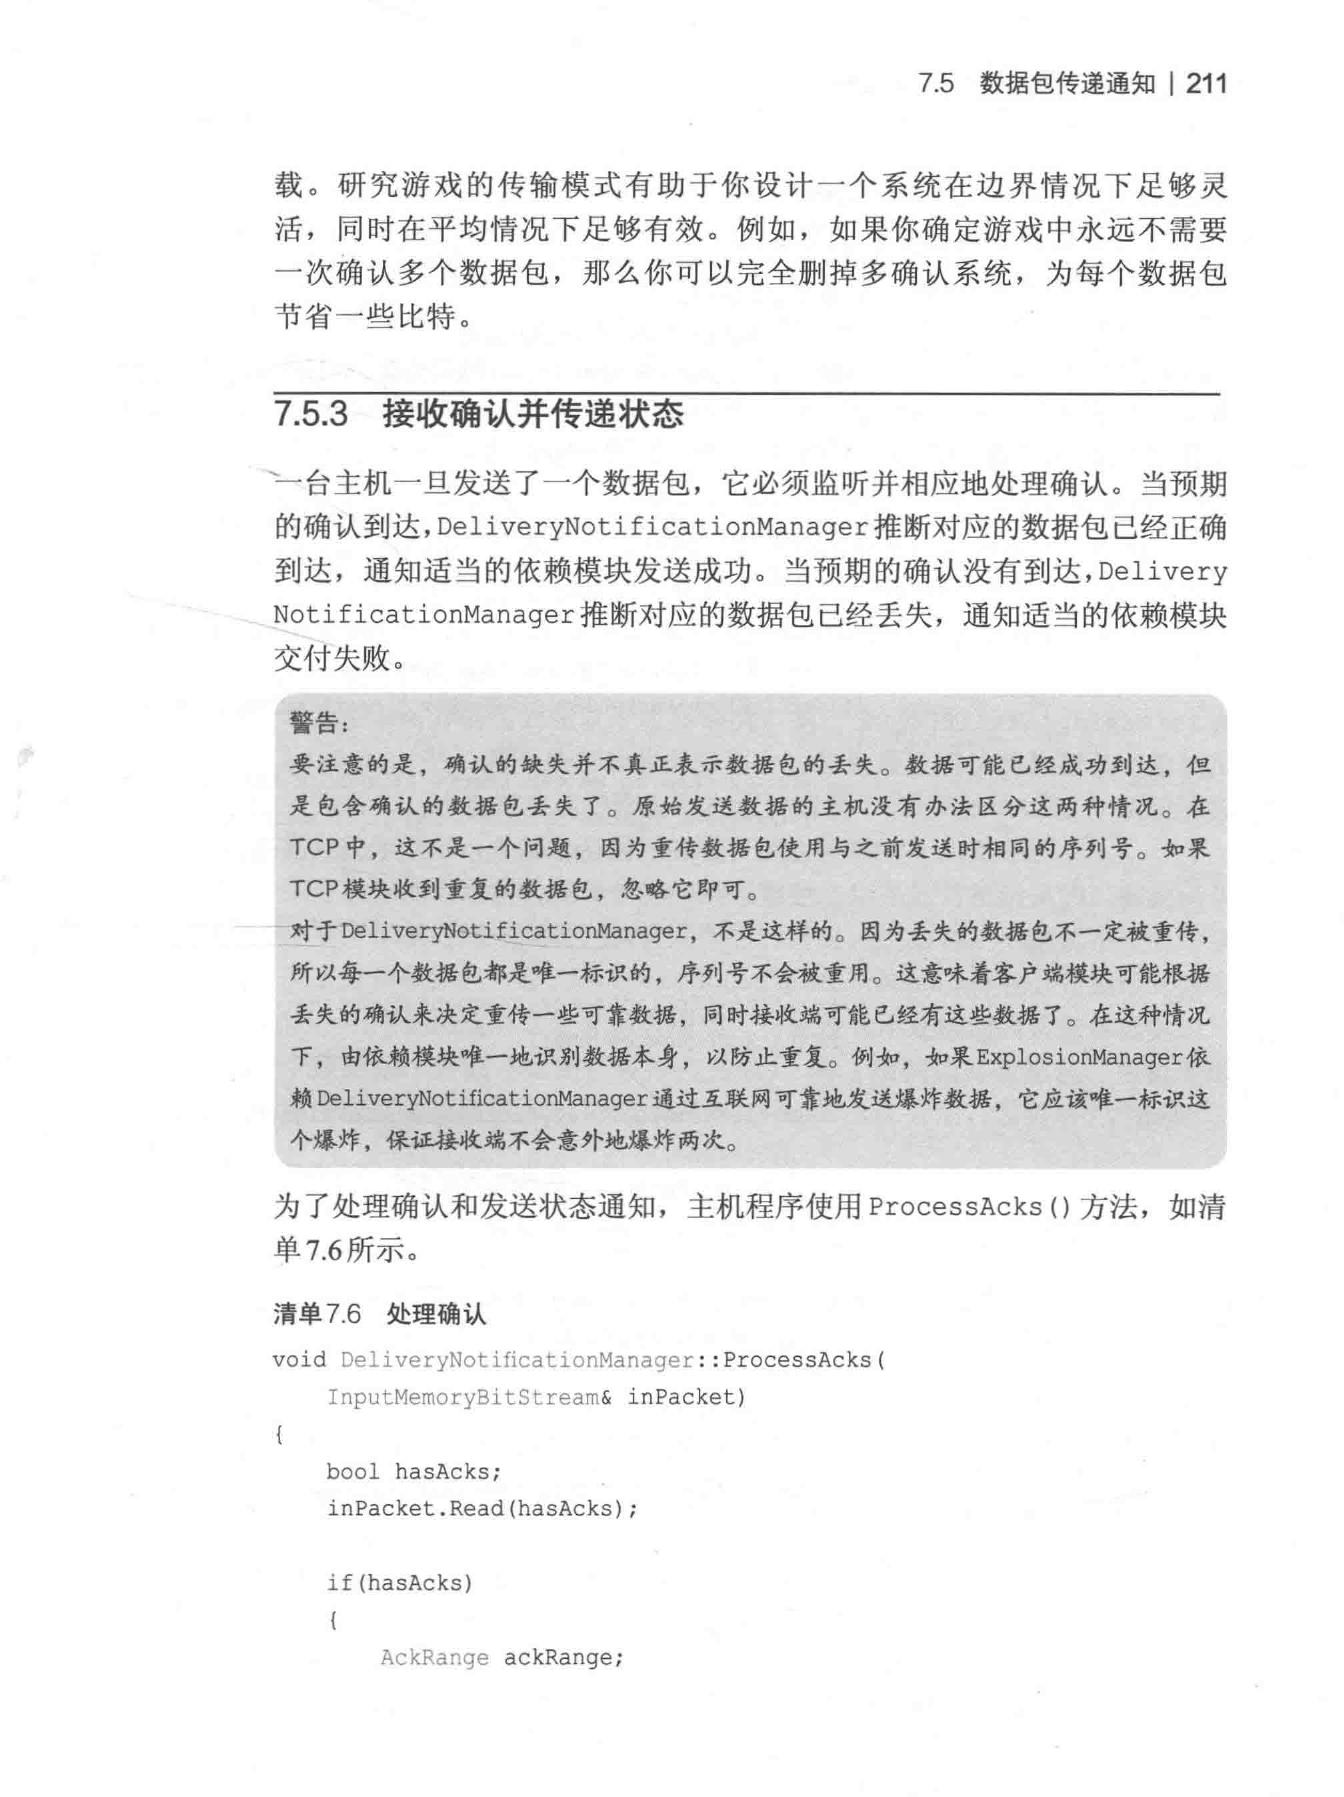 7.5 数据包传递通知 | 211
载。研究游戏的传输模式有助于你设计一个系统在边界情况下足够灵
活，同时在平均情况下足够有效。例如，如果你确定游戏中永远不需要
一次确认多个数据包，那么你可以完全删掉多确认系统，为每个数据包
节省一些比特。
7.5.3 接收确认并传递状态
一台主机一旦发送了一个数据包，它必须监听并相应地处理确认。当预期
的确认到达，DeliveryNotificationManager推断对应的数据包已经正确
到达，通知适当的依赖模块发送成功。当预期的确认没有到达，Delivery
NotificationManager推断对应的数据包已经丢失，通知适当的依赖模块
交付失败。
警告：
要注意的是，确认的缺失并不真正表示数据包的丢失。数据可能已经成功到达，但
是包含确认的数据包丢失了。原始发送数据的主机没有办法区分这两种情况。在
TCP中，这不是一个问题，因为重传数据包使用与之前发送时相同的序列号。如果
TCP模块收到重复的数据包，忽略它即可。
对于DeliveryNotificationManager，不是这样的。因为丢失的数据包不一定被重传，
所以每一个数据包都是唯一标识的，序列号不会被重用。这意味着客户端模块可能根据
丢失的确认来决定重传一些可靠数据，同时接收端可能已经有这些数据了。在这种情况
下，由依赖模块唯一地识别数据本身，以防止重复。例如，如果ExplosionManager依
赖DeliveryNotificationManager通过互联网可靠地发送爆炸数据，它应该唯一标识这
个爆炸，保证接收端不会意外地爆炸两次。
为了处理确认和发送状态通知，主机程序使用ProcessAcks()方法，如清
单7.6所示。
清单7.6 处理确认
void DeliveryNotificationManager::ProcessAcks(
    InputMemoryBitStream& inPacket)
{
    bool hasAcks;
    inPacket.Read(hasAcks);
    if(hasAcks)
    {
        AckRange ackRange;